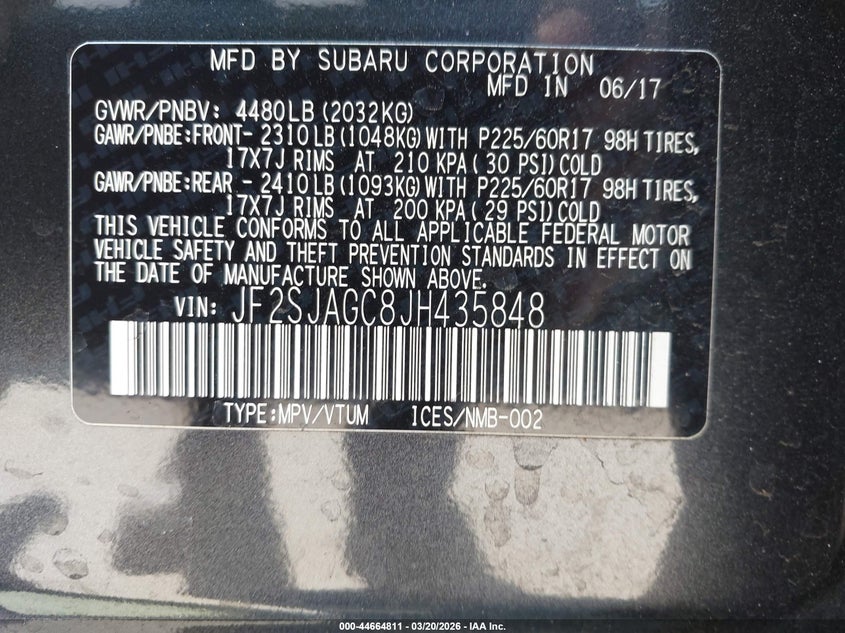 MFD BY SUBARU CORPORATION
MFD IN 06/17
GVWR/PNBV: 4480LB(2032KG)
GAWR/PNBE:FRONT- 2310LB(1048KG)WITH P225/60R17 98H TIRES,
17X7J RIMS AT 210 KPA(30 PSI)COLD
GAWR/PNBE:REAR - 2410LB(1093KG)WITH P225/60R17 98H TIRES,
17X7J RIMS AT 200 KPA(29 PSI)COLD
THIS VEHICLE CONFORMS TO ALL APPLICABLE FEDERAL MOTOR
VEHICLE SAFETY AND THEFT PREVENTION STANDARDS IN EFFECT ON
THE DATE OF MANUFACTURE SHOWN ABOVE.
VIN: JF2SJAGC8JH435848
TYPE:MPV/VTUM ICES/NMB-002
000-44664811 — 03/20/2026 — IAA Inc.